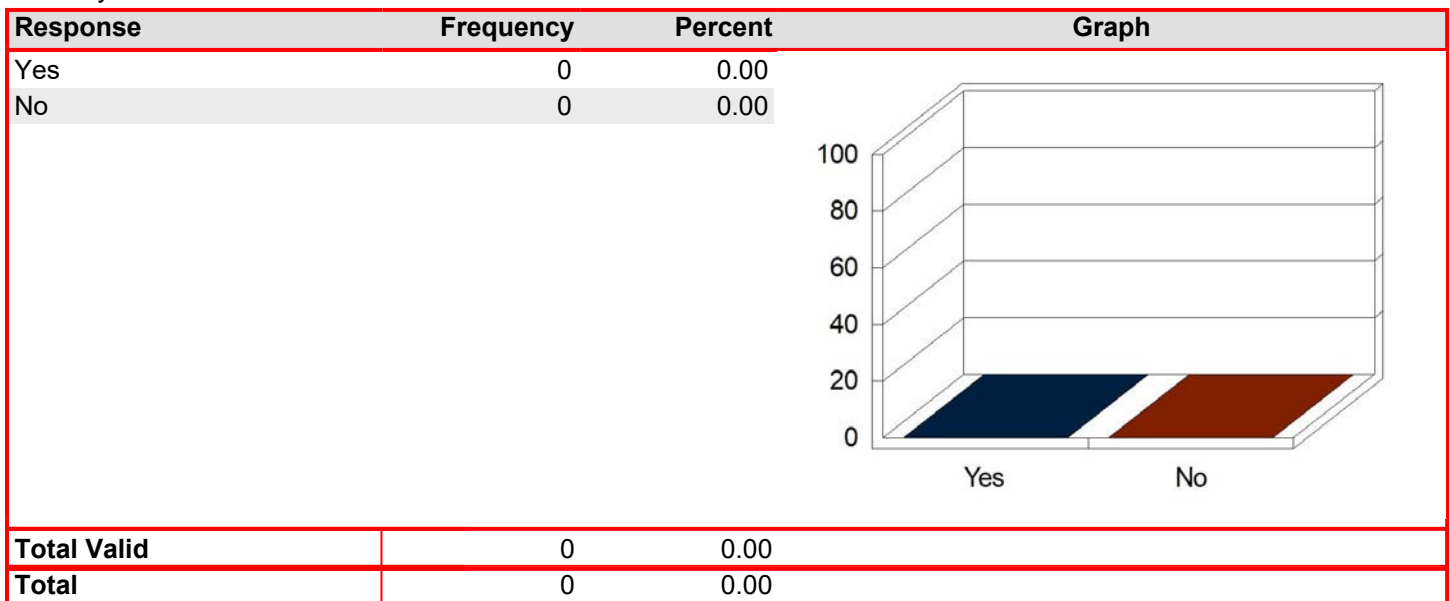 Response Frequency Percent Graph
Yes 0 0.00
No 0 0.00
100
80
60
40
20
0
Yes No
Total Valid 0 0.00
Total 0 0.00